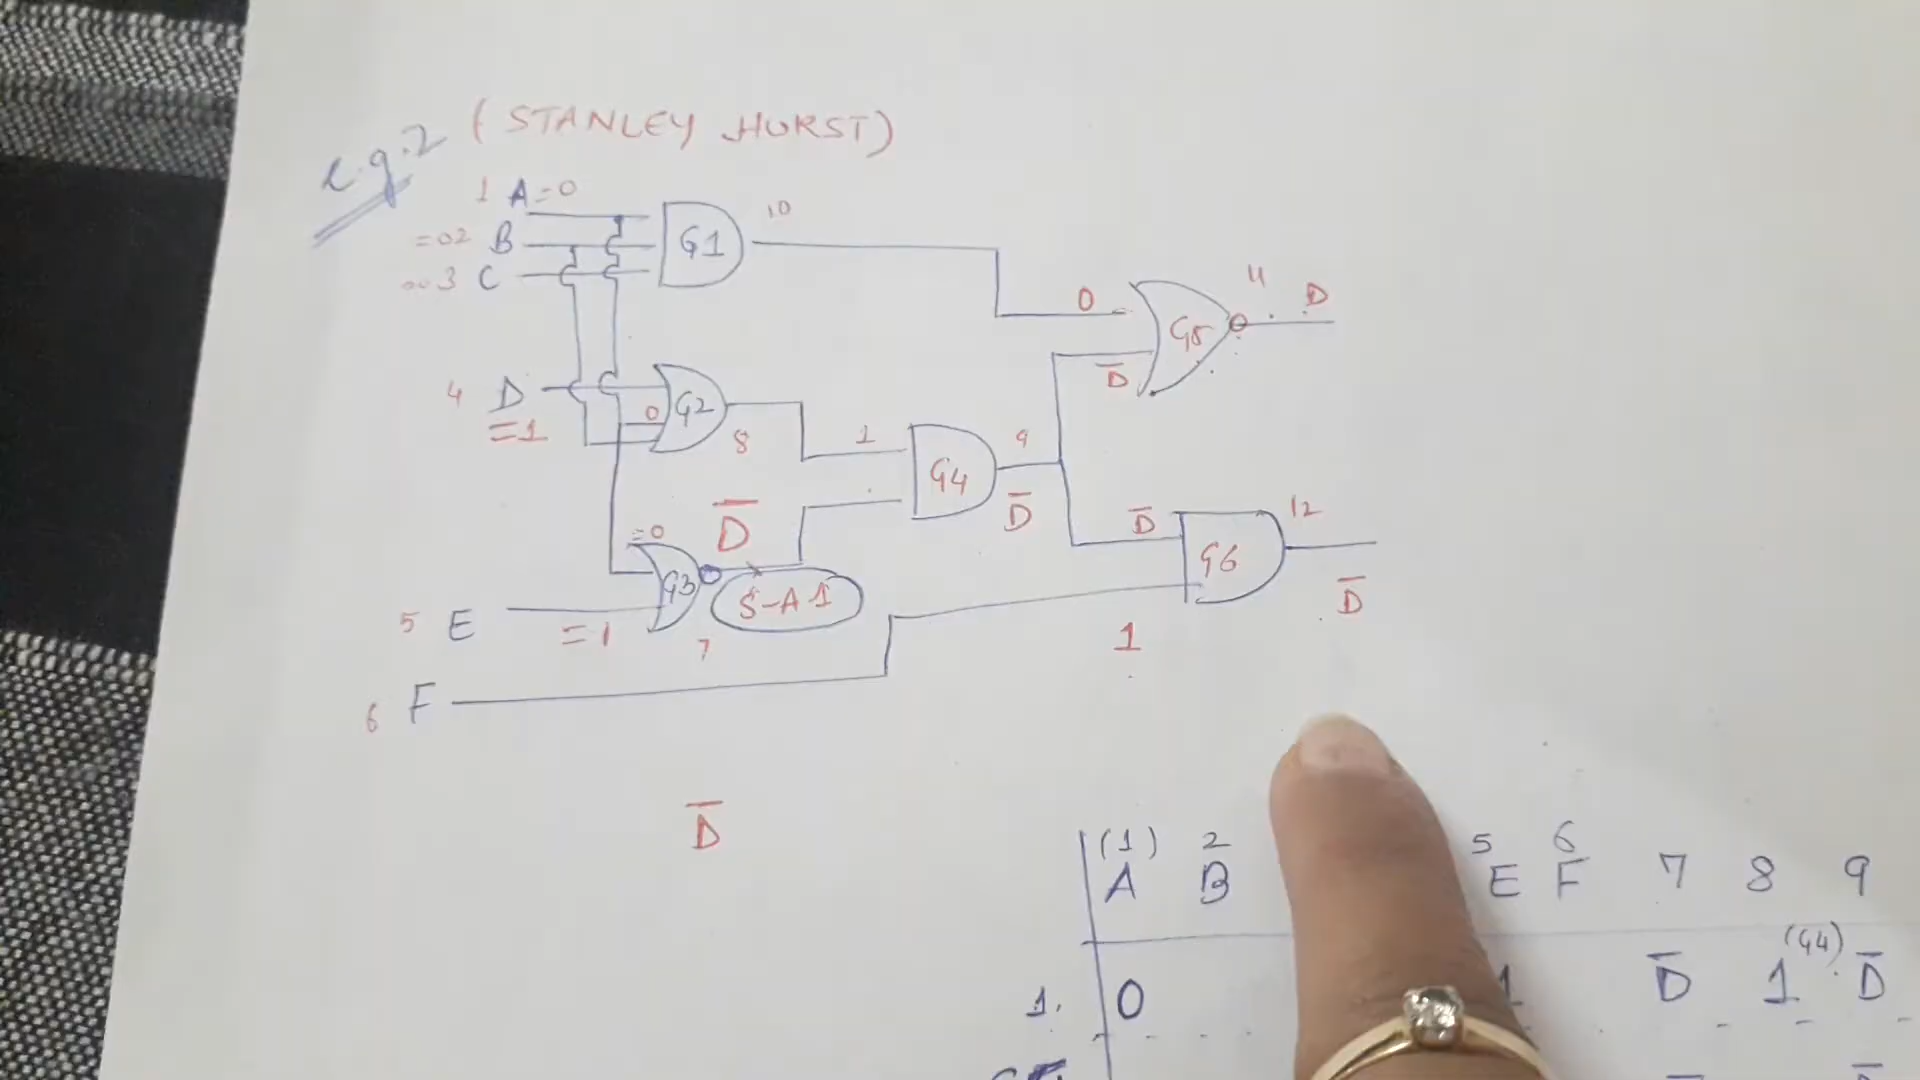 e.g.2 (STANLEY HURST)
1 A=0
=0 2 B
3 C
G1 10
0 G5 11 D
D̅
4 D
=1
0 G2
8
1
G4
9
D̅
D̅
=0
G3
S-A1
7
5 E =1
D̅ G6 12
D̅
1
6 F
D̅
(1) 2 5 6
A B E F 7 8 9
(G4)
1. 0 1 D̅ 1 D̅